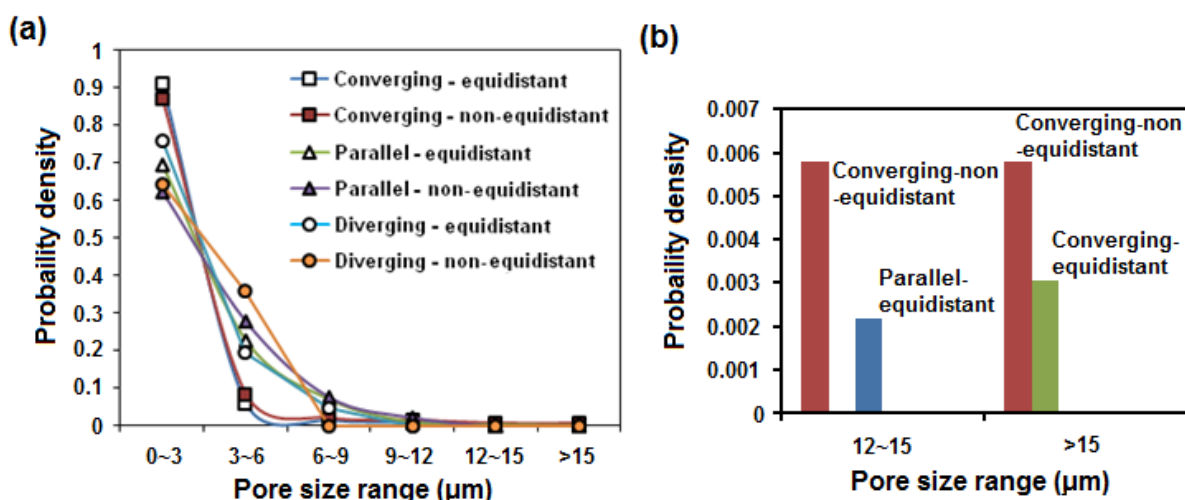 (a)
1
0.9
0.8
0.7
0.6
0.5
0.4
0.3
0.2
0.1
0
Probaility density
Converging - equidistant
Converging - non-equidistant
Parallel - equidistant
Parallel - non-equidistant
Diverging - equidistant
Diverging - non-equidistant
0~3 3~6 6~9 9~12 12~15 >15
Pore size range (μm)
(b)
0.007
0.006
0.005
0.004
0.003
0.002
0.001
0
Probaility density
Converging-non
-equidistant
Parallel-
equidistant
Converging-non
-equidistant
Converging-
equidistant
12~15 >15
Pore size range (μm)